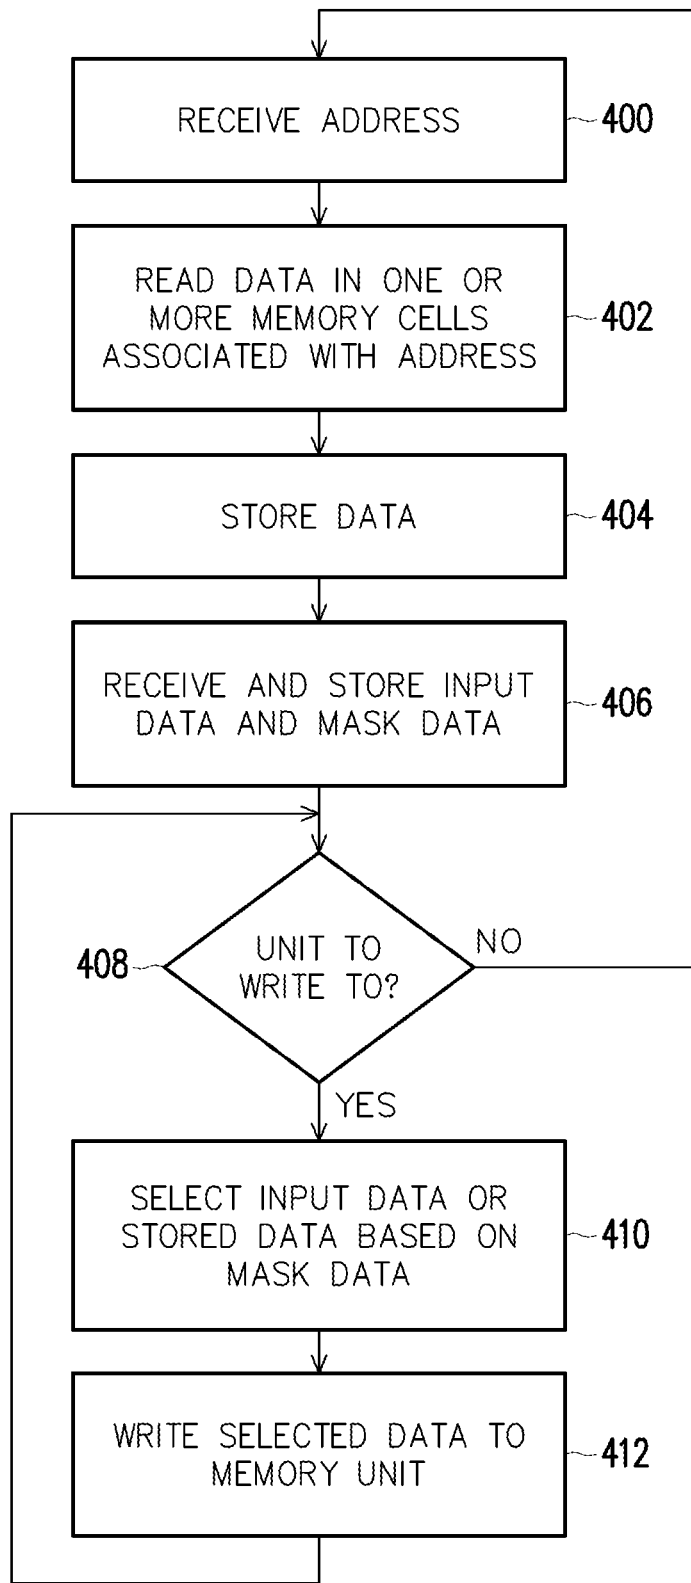 RECEIVE ADDRESS
400
READ DATA IN ONE OR
MORE MEMORY CELLS
ASSOCIATED WITH ADDRESS
402
STORE DATA
404
RECEIVE AND STORE INPUT
DATA AND MASK DATA
406
UNIT TO
WRITE TO?
408
NO
YES
SELECT INPUT DATA OR
STORED DATA BASED ON
MASK DATA
410
WRITE SELECTED DATA TO
MEMORY UNIT
412